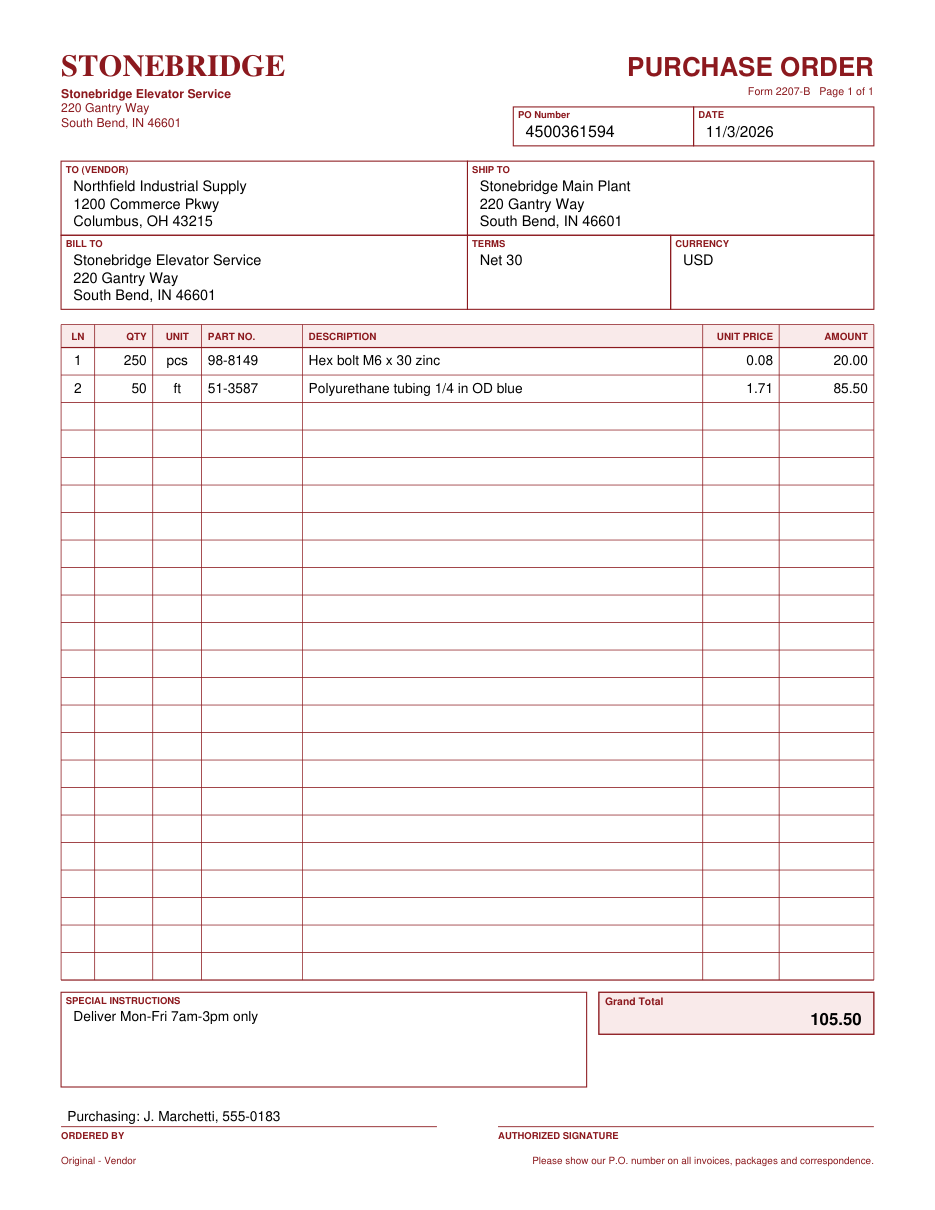 STONEBRIDGE
Stonebridge Elevator Service
220 Gantry Way
South Bend, IN 46601
PURCHASE ORDER
Form 2207-B Page 1 of 1
PO Number
4500361594
DATE
11/3/2026
TO (VENDOR)
Northfield Industrial Supply
1200 Commerce Pkwy
Columbus, OH 43215
SHIP TO
Stonebridge Main Plant
220 Gantry Way
South Bend, IN 46601
BILL TO
Stonebridge Elevator Service
220 Gantry Way
South Bend, IN 46601
TERMS
Net 30
CURRENCY
USD
LN QTY UNIT PART NO. DESCRIPTION UNIT PRICE AMOUNT
1 250 pcs 98-8149 Hex bolt M6 x 30 zinc 0.08 20.00
2 50 ft 51-3587 Polyurethane tubing 1/4 in OD blue 1.71 85.50
SPECIAL INSTRUCTIONS
Deliver Mon-Fri 7am-3pm only
Grand Total
105.50
Purchasing: J. Marchetti, 555-0183
ORDERED BY
AUTHORIZED SIGNATURE
Original - Vendor
Please show our P.O. number on all invoices, packages and correspondence.